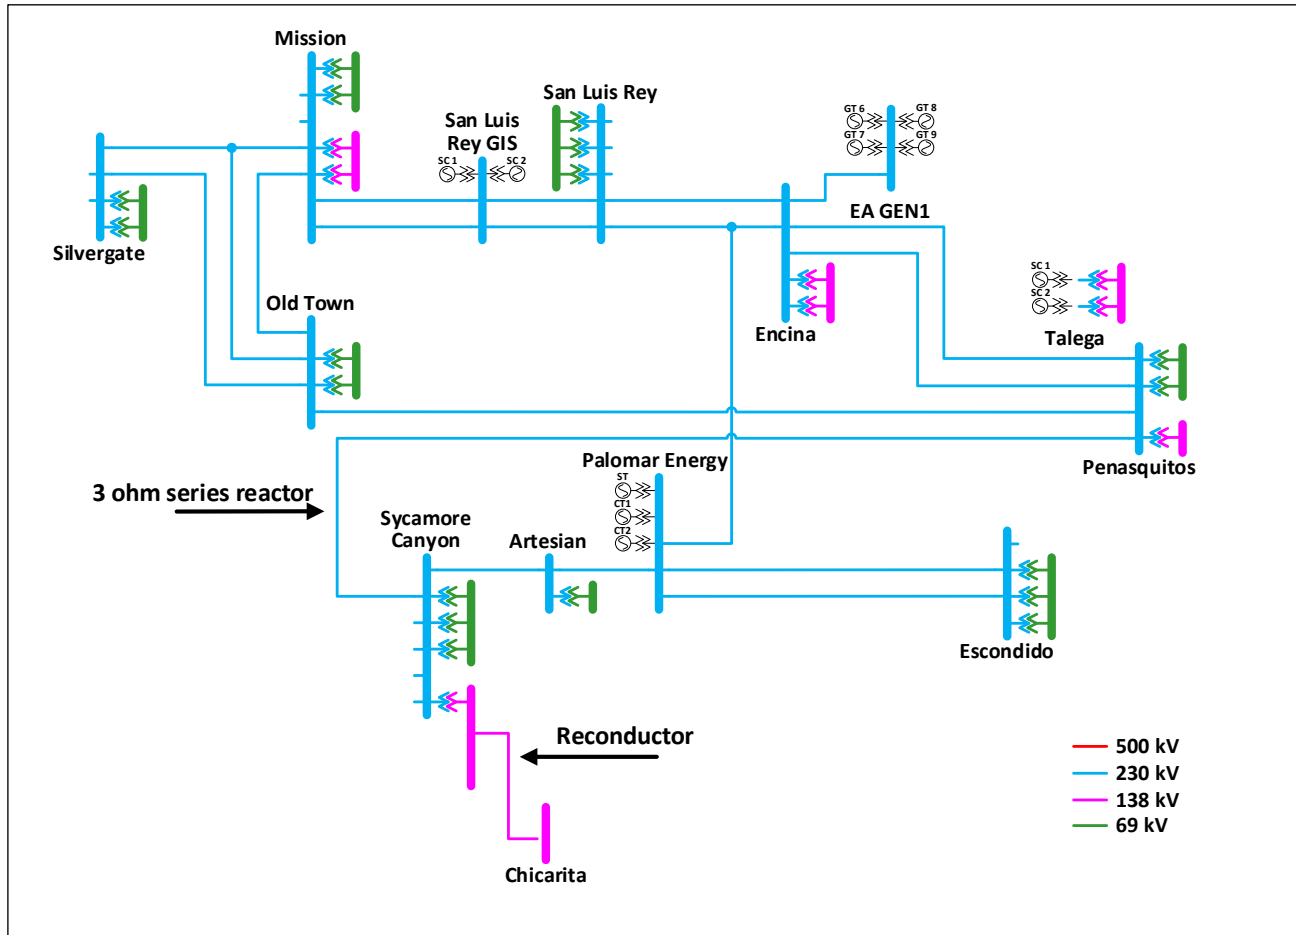 Mission
San Luis Rey
San Luis
Rey GIS
SC 1
SC 2
GT 6
GT 8
GT 7
GT 9
EA GEN1
Silvergate
Old Town
Encina
SC 1
SC 2
Talega
Penasquitos
3 ohm series reactor
Palomar Energy
ST
CT1
CT2
Sycamore
Canyon
Artesian
Escondido
Reconductor
Chicarita
500 kV
230 kV
138 kV
69 kV